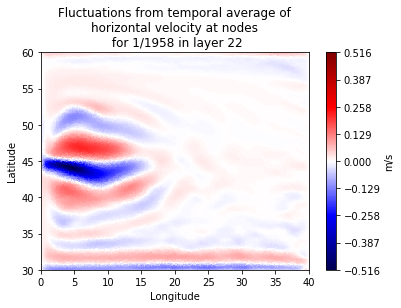 Fluctuations from temporal average of
horizontal velocity at nodes
for 1/1958 in layer 22
60
55
50
45
40
35
30
Latitude
0 5 10 15 20 25 30 35 40
Longitude
0.516
0.387
0.258
0.129
0.000
−0.129
−0.258
−0.387
−0.516
m/s